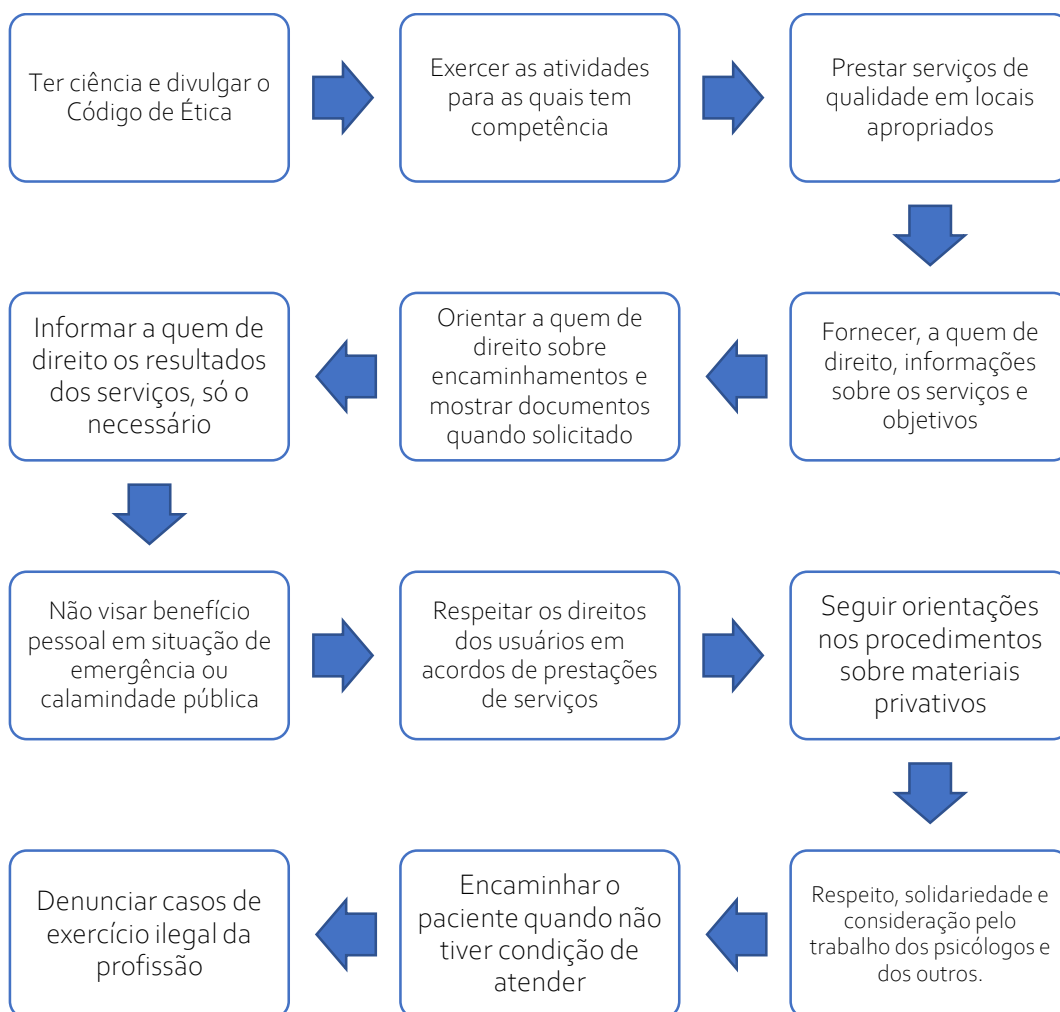 Ter ciência e divulgar o
Código de Ética
Exercer as atividades
para as quais tem
competência
Prestar serviços de
qualidade em locais
apropriados
Fornecer, a quem de
direito, informações
sobre os serviços e
objetivos
Orientar a quem de
direito sobre
encaminhamentos e
mostrar documentos
quando solicitado
Informar a quem de
direito os resultados
dos serviços, só o
necessário
Não visar benefício
pessoal em situação de
emergência ou
calamindade pública
Respeitar os direitos
dos usuários em
acordos de prestações
de serviços
Seguir orientações
nos procedimentos
sobre materiais
privativos
Respeito, solidariedade e
consideração pelo
trabalho dos psicólogos e
dos outros.
Encaminhar o
paciente quando não
tiver condição de
atender
Denunciar casos de
exercício ilegal da
profissão